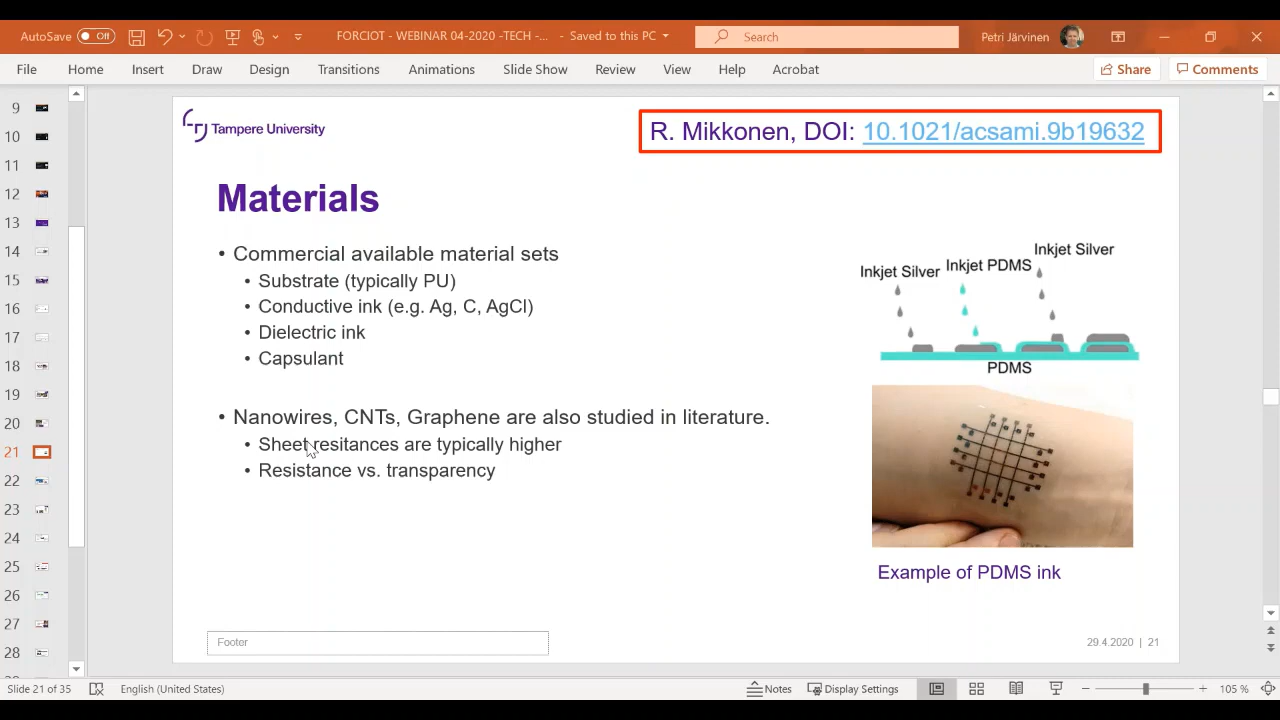 AutoSave Off FORCIOT - WEBINAR 04-2020 -TECH -... - Saved to this PC Search Petri Järvinen
File Home Insert Draw Design Transitions Animations Slide Show Review View Help Acrobat Share Comments
9
10
11
12
13
14
15
16
17
18
19
20
21
22
23
24
25
26
27
28
Tampere University
R. Mikkonen, DOI: 10.1021/acsami.9b19632
Materials
• Commercial available material sets
• Substrate (typically PU)
• Conductive ink (e.g. Ag, C, AgCl)
• Dielectric ink
• Capsulant
• Nanowires, CNTs, Graphene are also studied in literature.
• Sheet resitances are typically higher
• Resistance vs. transparency
Inkjet Silver
Inkjet PDMS
Inkjet Silver
PDMS
Example of PDMS ink
Footer
29.4.2020 | 21
Slide 21 of 35 English (United States) Notes Display Settings 105 %